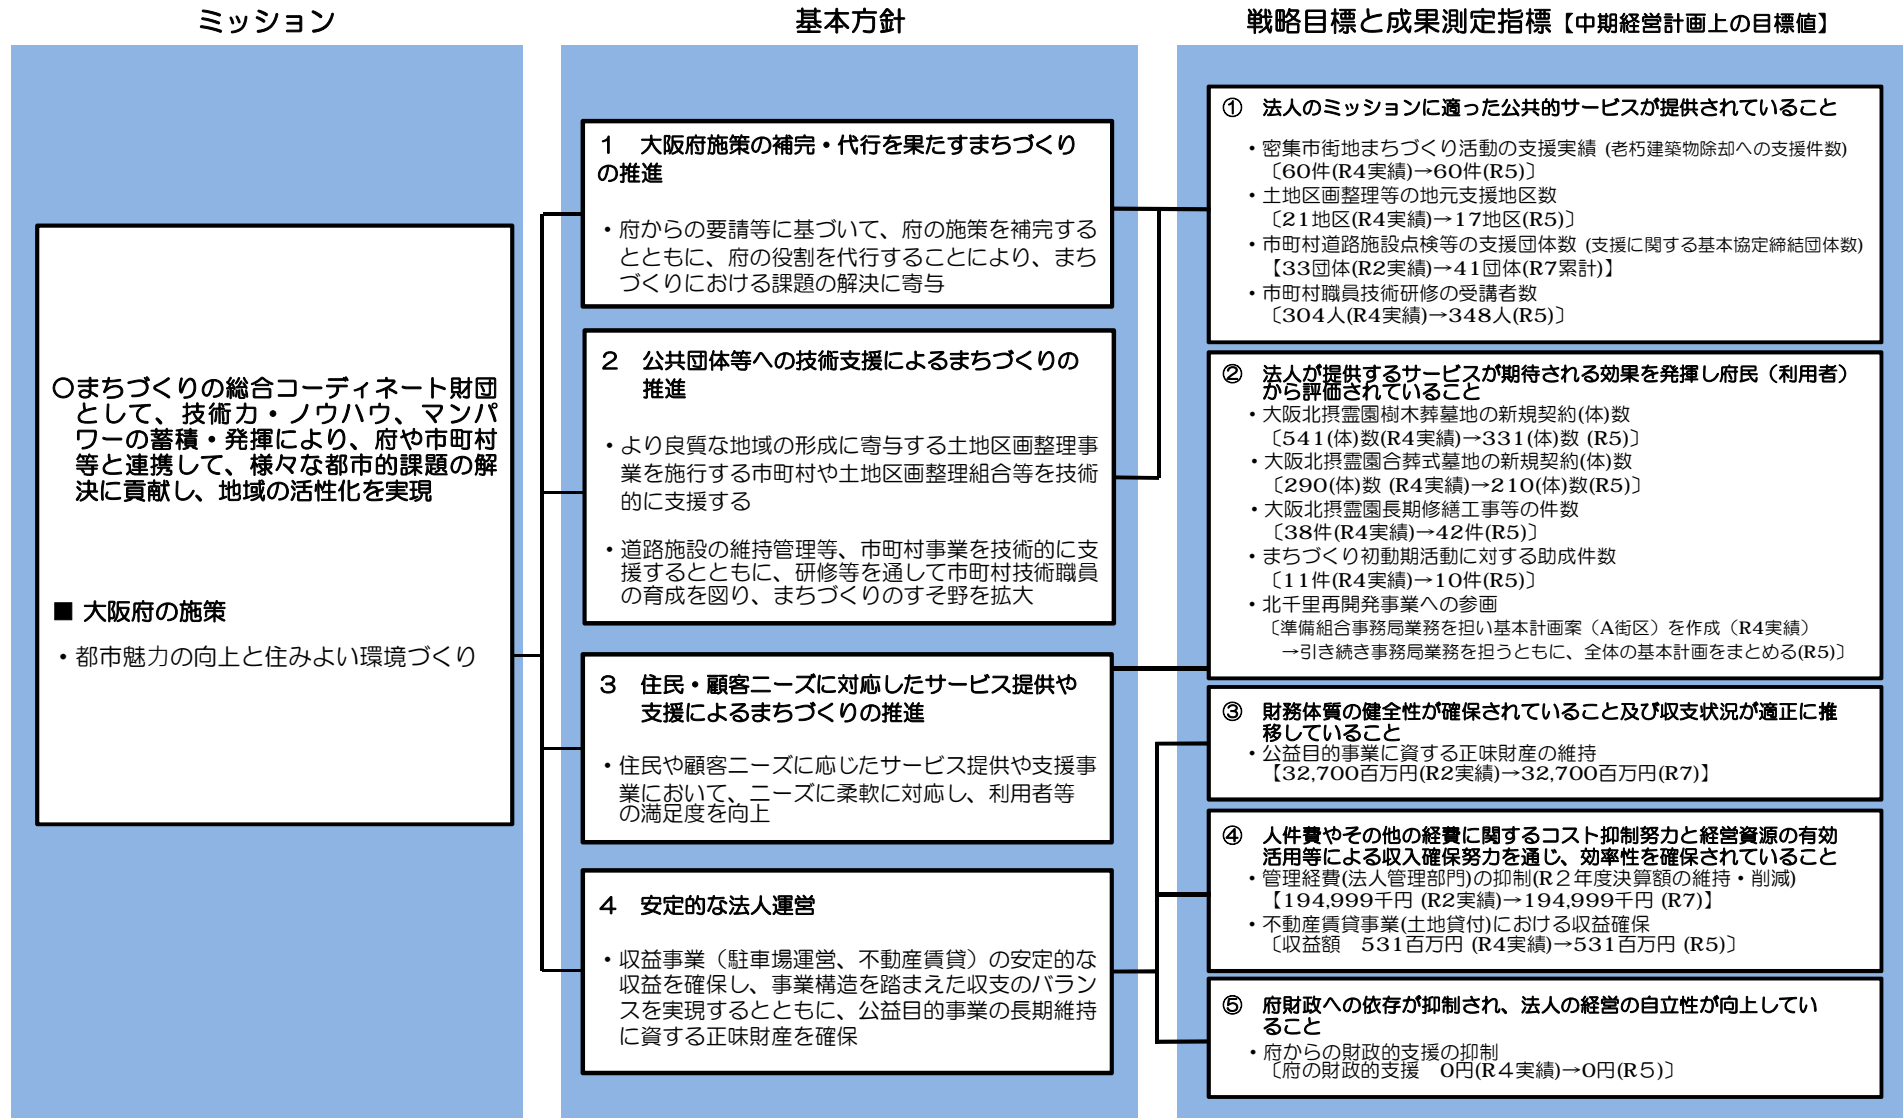 ミッション
〇まちづくりの総合コーディネート財団
として、技術力・ノウハウ、マンパ
ワーの蓄積・発揮により、府や市町村
等と連携して、様々な都市的課題の解
決に貢献し、地域の活性化を実現
■ 大阪府の施策
・都市魅力の向上と住みよい環境づくり
基本方針
１　大阪府施策の補完・代行を果たすまちづくり
の推進
・府からの要請等に基づいて、府の施策を補完する
とともに、府の役割を代行することにより、まち
づくりにおける課題の解決に寄与
２　公共団体等への技術支援によるまちづくりの
推進
・より良質な地域の形成に寄与する土地区画整理事
業を施行する市町村や土地区画整理組合等を技術
的に支援する
・道路施設の維持管理等、市町村事業を技術的に支
援するとともに、研修等を通して市町村技術職員
の育成を図り、まちづくりのすそ野を拡大
３　住民・顧客ニーズに対応したサービス提供や
支援によるまちづくりの推進
・住民や顧客ニーズに応じたサービス提供や支援事
業において、ニーズに柔軟に対応し、利用者等
の満足度を向上
４　安定的な法人運営
・収益事業（駐車場運営、不動産賃貸）の安定的な
収益を確保し、事業構造を踏まえた収支のバラン
スを実現するとともに、公益目的事業の長期維持
に資する正味財産を確保
戦略目標と成果測定指標【中期経営計画上の目標値】
①　法人のミッションに適った公共的サービスが提供されていること
・密集市街地まちづくり活動の支援実績 (老朽建築物除却への支援件数)
〔60件(R4実績)→60件(R5)〕
・土地区画整理等の地元支援地区数
〔21地区(R4実績)→17地区(R5)〕
・市町村道路施設点検等の支援団体数 (支援に関する基本協定締結団体数)
【33団体(R2実績)→41団体(R7累計)】
・市町村職員技術研修の受講者数
〔304人(R4実績)→348人(R5)〕
②　法人が提供するサービスが期待される効果を発揮し府民（利用者）
から評価されていること
・大阪北摂霊園樹木葬墓地の新規契約(体)数
〔541(体)数(R4実績)→331(体)数 (R5)〕
・大阪北摂霊園合葬式墓地の新規契約(体)数
〔290(体)数 (R4実績)→210(体)数(R5)〕
・大阪北摂霊園長期修繕工事等の件数
〔38件(R4実績)→42件(R5)〕
・まちづくり初動期活動に対する助成件数
〔11件(R4実績)→10件(R5)〕
・北千里再開発事業への参画
〔準備組合事務局業務を担い基本計画案（A街区）を作成（R4実績）
→引き続き事務局業務を担うともに、全体の基本計画をまとめる(R5)〕
③　財務体質の健全性が確保されていること及び収支状況が適正に推
移していること
・公益目的事業に資する正味財産の維持
【32,700百万円(R2実績)→32,700百万円(R7)】
④　人件費やその他の経費に関するコスト抑制努力と経営資源の有効
活用等による収入確保努力を通じ、効率性を確保されていること
・管理経費(法人管理部門)の抑制(R２年度決算額の維持・削減)
【194,999千円 (R2実績)→194,999千円 (R7)】
・不動産賃貸事業(土地貸付)における収益確保
〔収益額　531百万円 (R4実績)→531百万円 (R5)〕
⑤　府財政への依存が抑制され、法人の経営の自立性が向上してい
ること
・府からの財政的支援の抑制
〔府の財政的支援　0円(R４実績)→0円(R５)〕